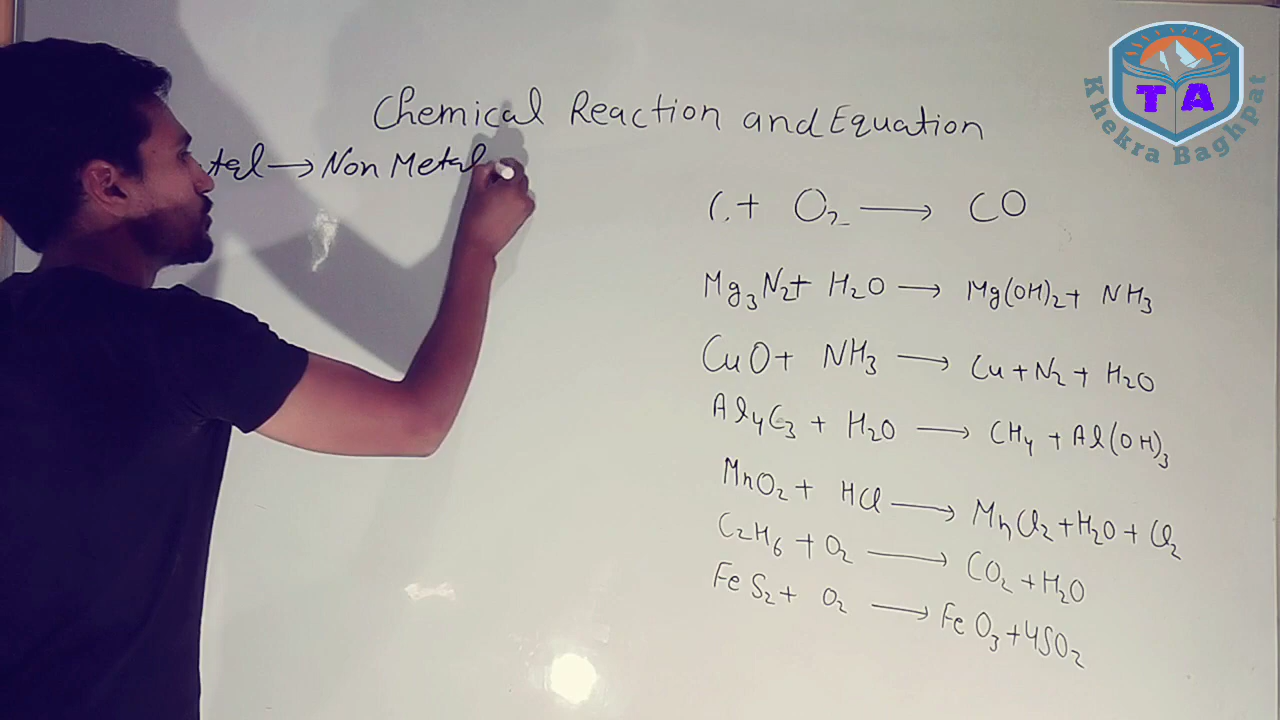 Chemical Reaction and Equation
tal → Non Metal
C + O₂ → CO
Mg₃N₂ + H₂O → Mg(OH)₂ + NH₃
CuO + NH₃ → Cu + N₂ + H₂O
Al₄C₃ + H₂O → CH₄ + Al(OH)₃
MnO₂ + HCl → MnCl₂ + H₂O + Cl₂
C₂H₆ + O₂ → CO₂ + H₂O
FeS₂ + O₂ → FeO₃ + 4SO₂
TA
Khekra Baghpat